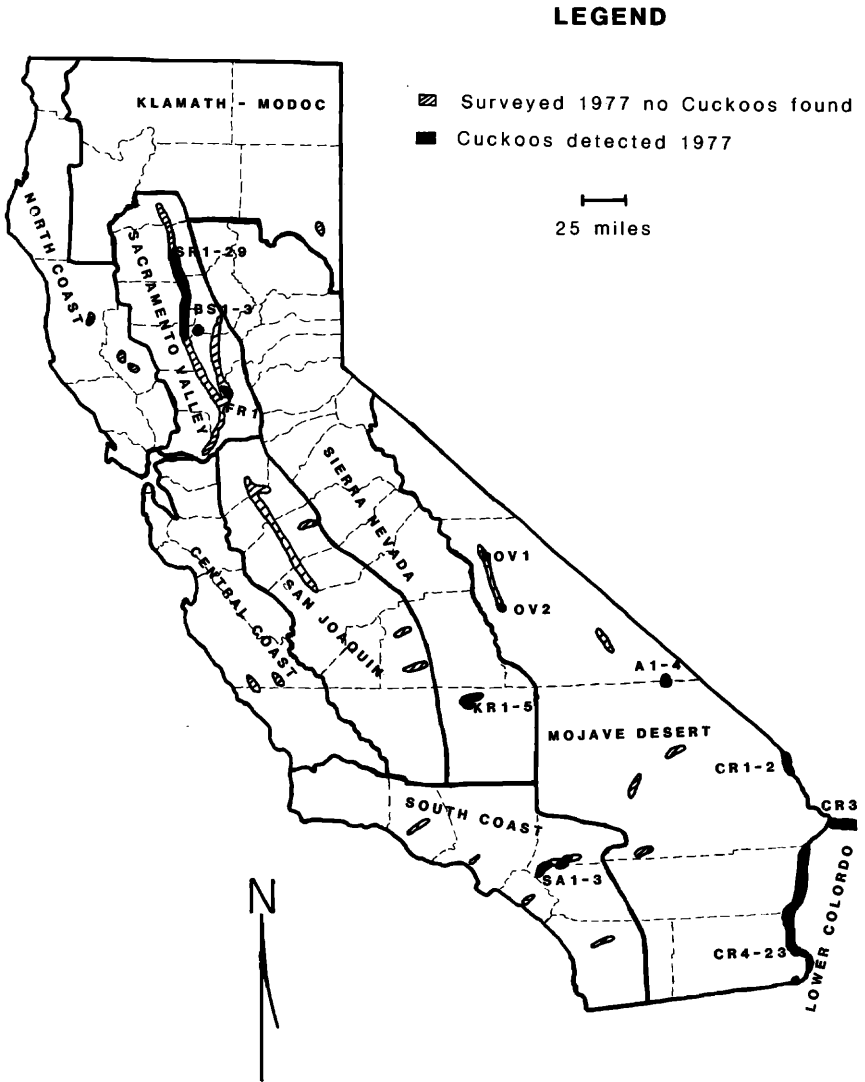 LEGEND
Surveyed 1977 no Cuckoos found
Cuckoos detected 1977
25 miles
KLAMATH - MODOC
NORTH COAST
SACRAMENTO VALLEY
SR1-29
BS1-3
FR1
SIERRA NEVADA
CENTRAL COAST
SAN JOAQUIN
OV1
OV2
A1-4
KR1-5
MOJAVE DESERT
CR1-2
CR3
SOUTH COAST
SA1-3
CR4-23
LOWER COLORDO
N